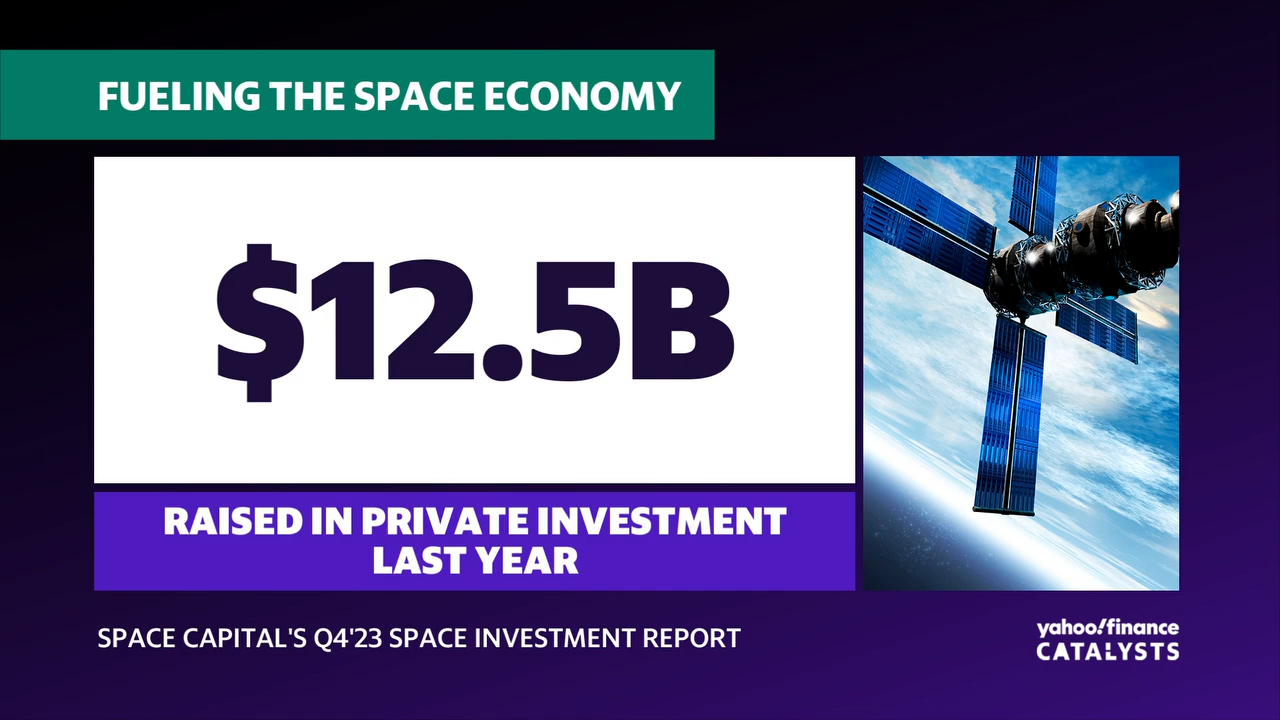 FUELING THE SPACE ECONOMY
$12.5B
RAISED IN PRIVATE INVESTMENT
LAST YEAR
SPACE CAPITAL'S Q4'23 SPACE INVESTMENT REPORT
yahoo!finance
CATALYSTS